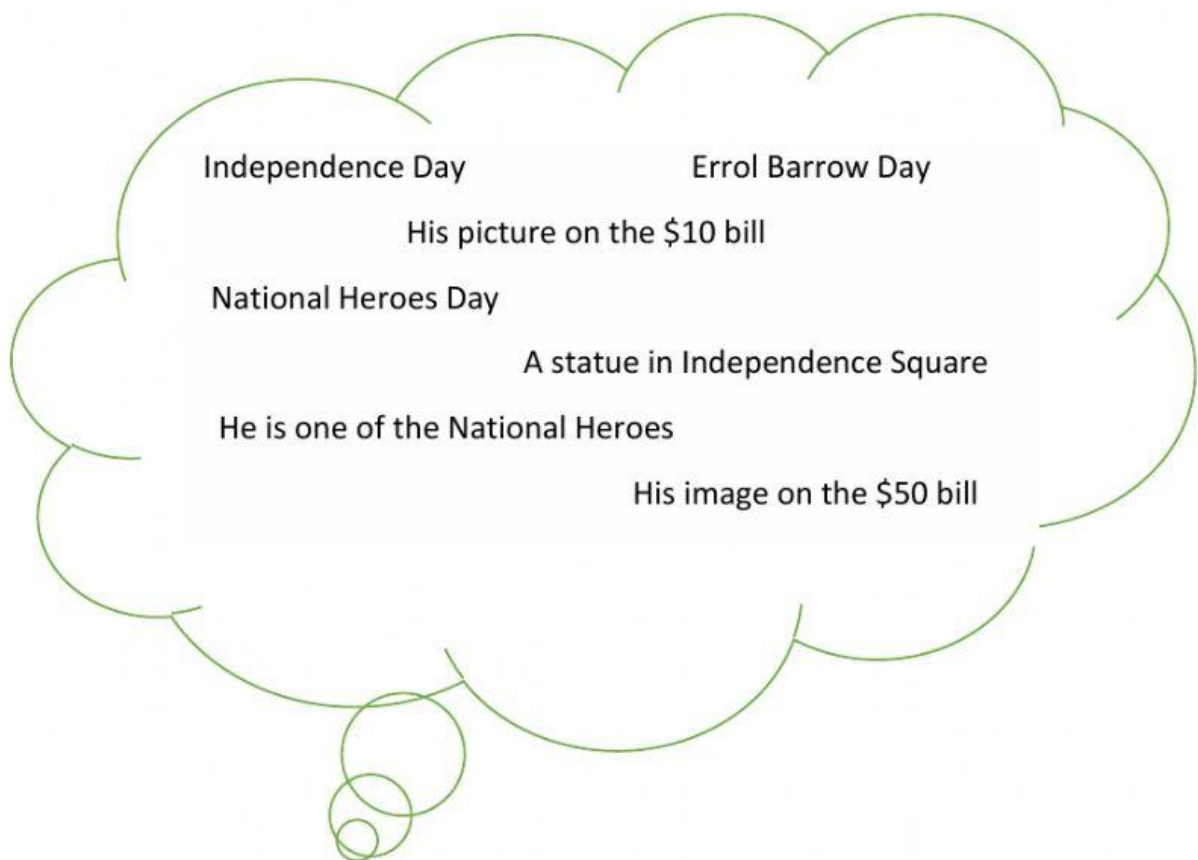 Independence Day
Errol Barrow Day
His picture on the $10 bill
National Heroes Day
A statue in Independence Square
He is one of the National Heroes
His image on the $50 bill